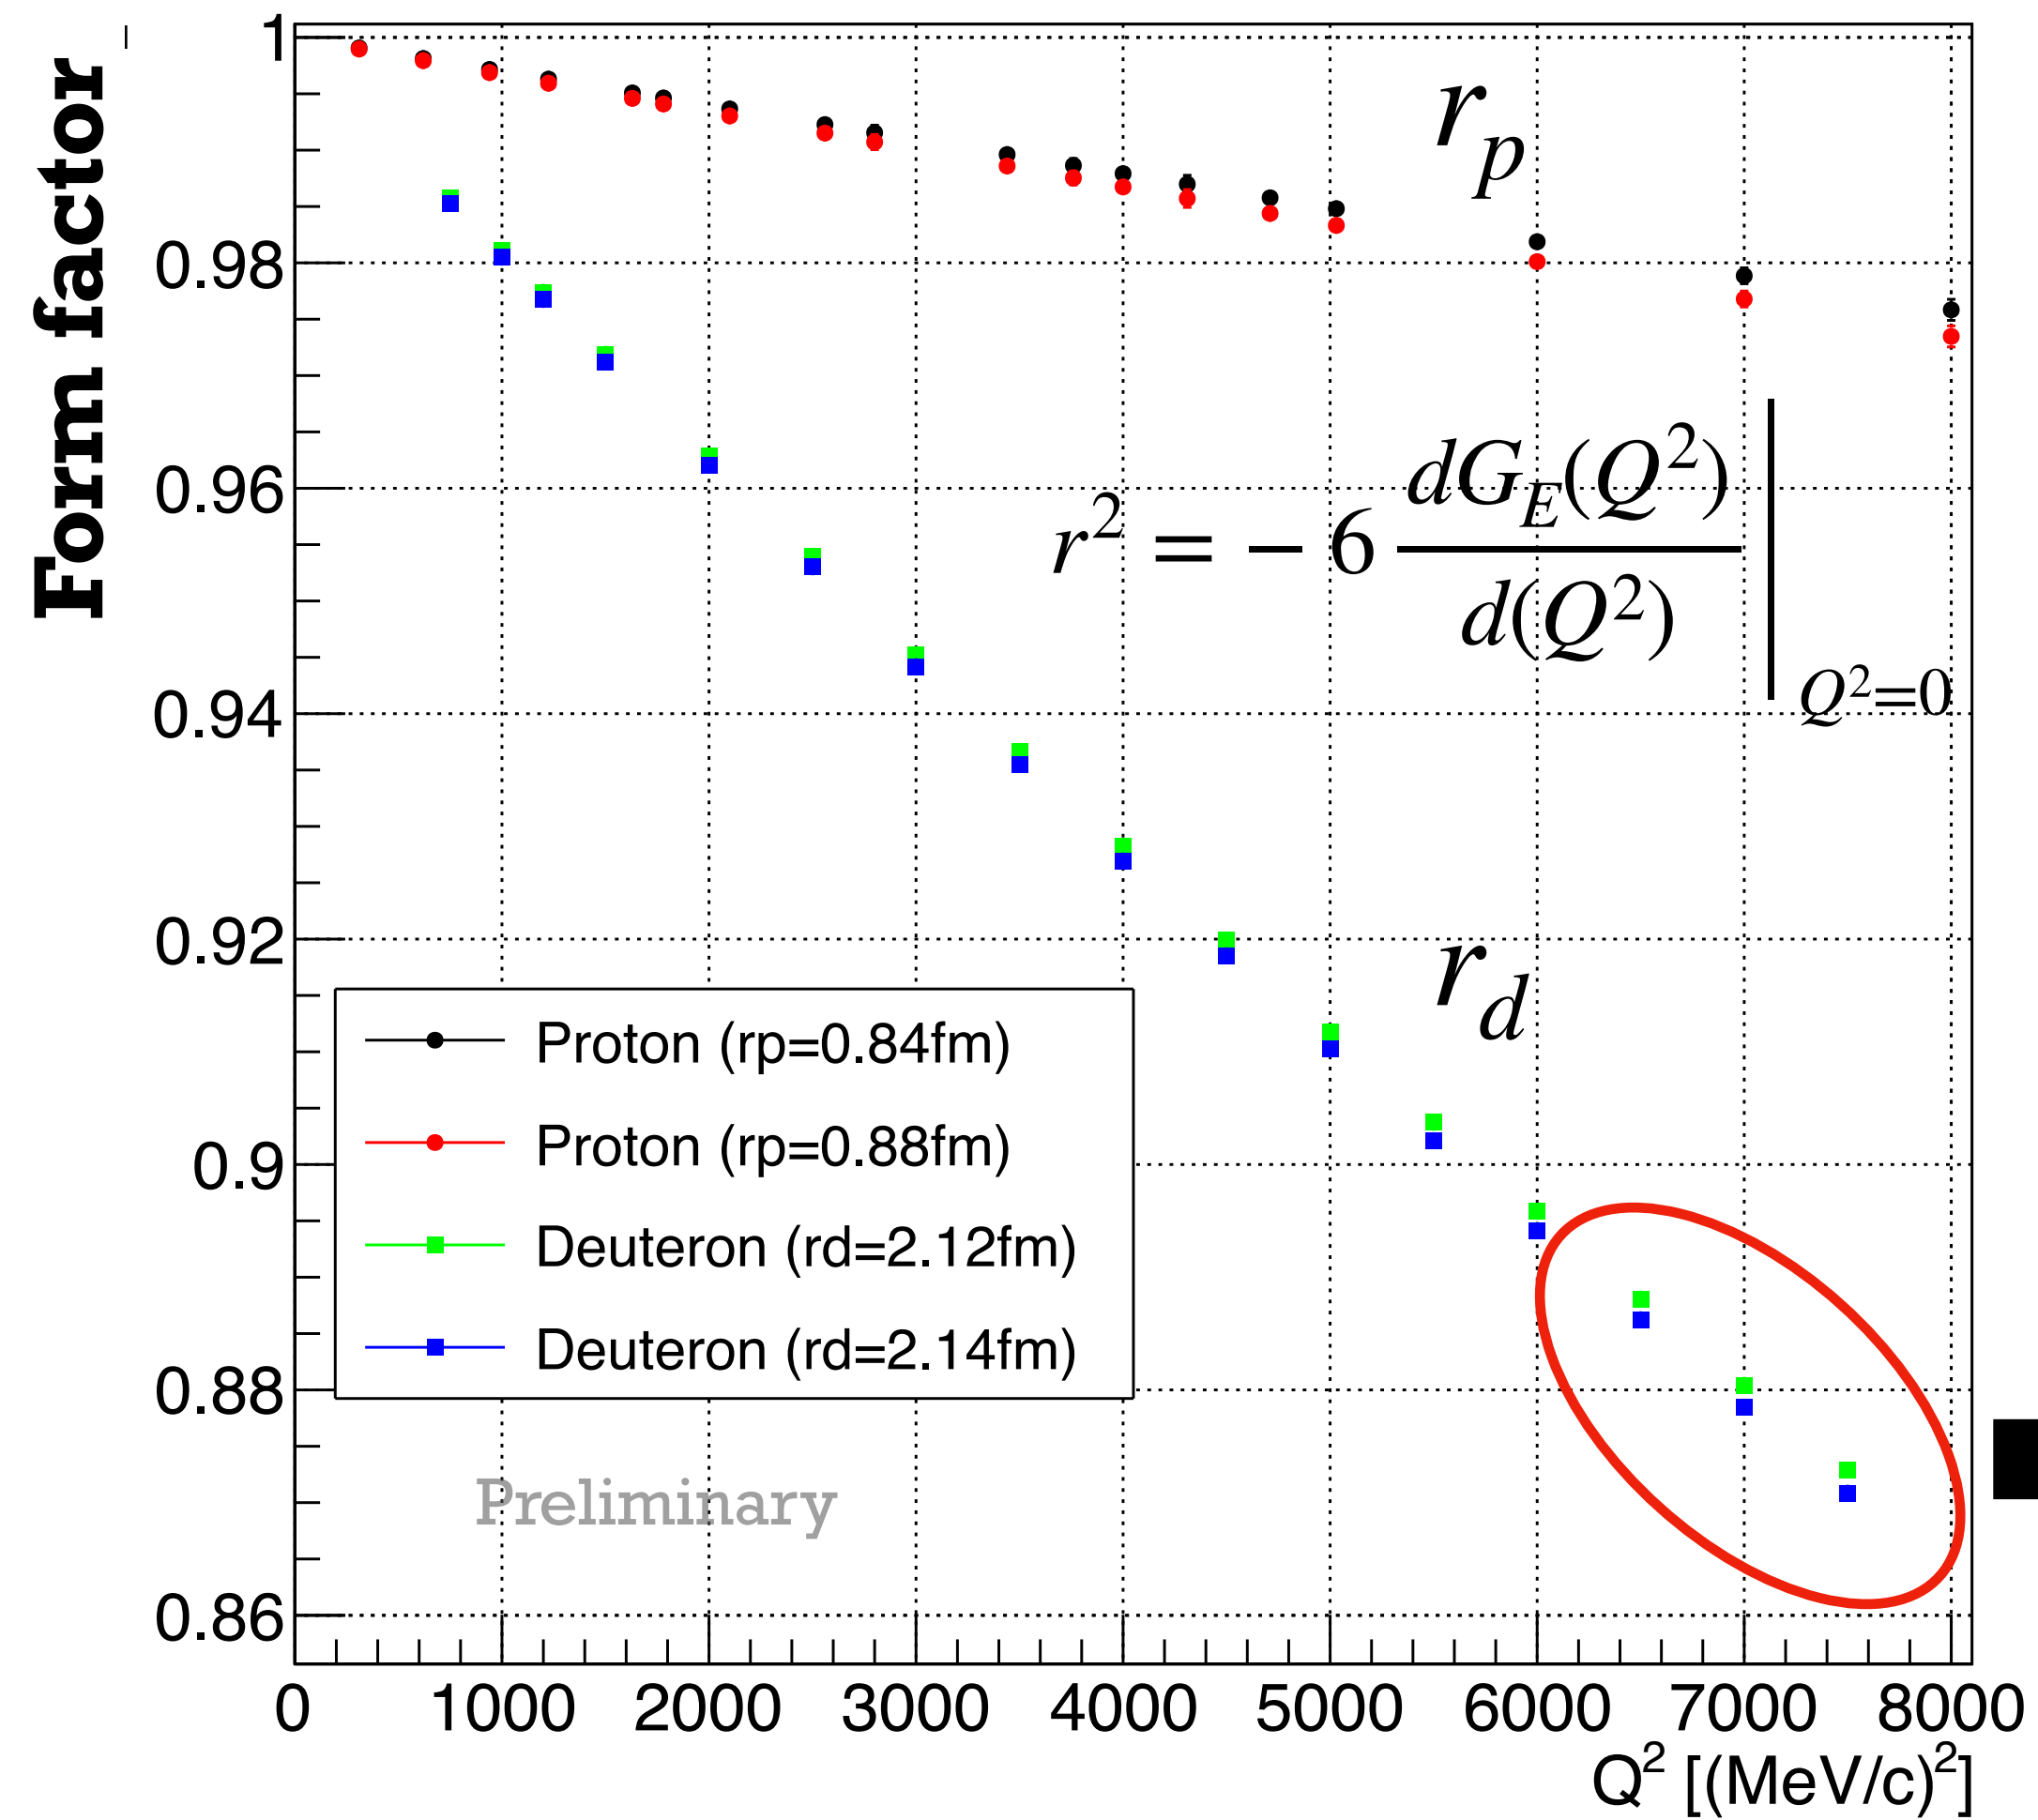 Form factor
1
0.98
0.96
0.94
0.92
0.9
0.88
0.86
r_p
r^2 = − 6 dG_E(Q^2) / d(Q^2) |_{Q^2=0}
r_d
Proton (rp=0.84fm)
Proton (rp=0.88fm)
Deuteron (rd=2.12fm)
Deuteron (rd=2.14fm)
Preliminary
0 1000 2000 3000 4000 5000 6000 7000 8000
Q^2 [(MeV/c)^2]